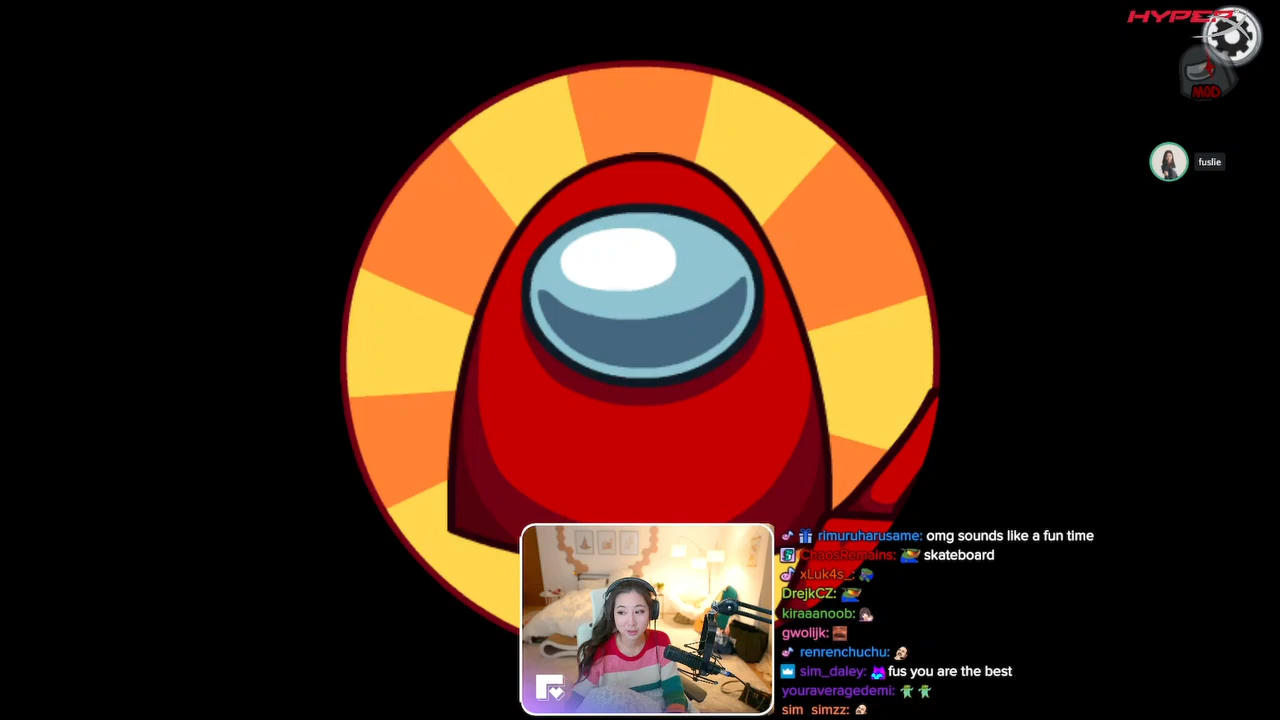 HYPER
MOD
fuslie
rimuruharusame: omg sounds like a fun time
ChaosRemains: skateboard
xLuk4s_:
DrejkCZ:
kiraaanoob:
gwolijk:
renrenchuchu:
sim_daley: fus you are the best
youraveragedemi:
sim_simzz: